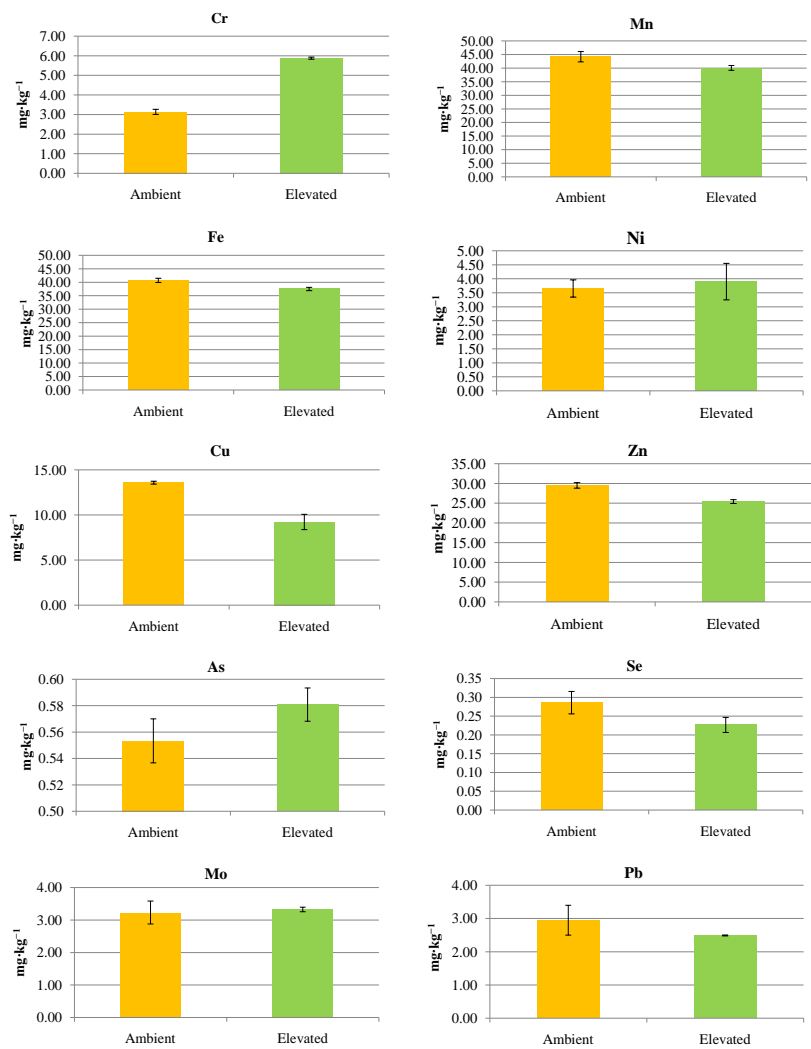 Cr
mg·kg⁻¹
7.00
6.00
5.00
4.00
3.00
2.00
1.00
0.00
Ambient Elevated
Mn
mg·kg⁻¹
50.00
45.00
40.00
35.00
30.00
25.00
20.00
15.00
10.00
5.00
0.00
Ambient Elevated
Fe
mg·kg⁻¹
50.00
45.00
40.00
35.00
30.00
25.00
20.00
15.00
10.00
5.00
0.00
Ambient Elevated
Ni
mg·kg⁻¹
5.00
4.50
4.00
3.50
3.00
2.50
2.00
1.50
1.00
0.50
0.00
Ambient Elevated
Cu
mg·kg⁻¹
15.00
10.00
5.00
0.00
Ambient Elevated
Zn
mg·kg⁻¹
35.00
30.00
25.00
20.00
15.00
10.00
5.00
0.00
Ambient Elevated
As
mg·kg⁻¹
0.60
0.58
0.56
0.54
0.52
0.50
Ambient Elevated
Se
mg·kg⁻¹
0.35
0.30
0.25
0.20
0.15
0.10
0.05
0.00
Ambient Elevated
Mo
mg·kg⁻¹
4.00
3.00
2.00
1.00
0.00
Ambient Elevated
Pb
mg·kg⁻¹
4.00
3.00
2.00
1.00
0.00
Ambient Elevated